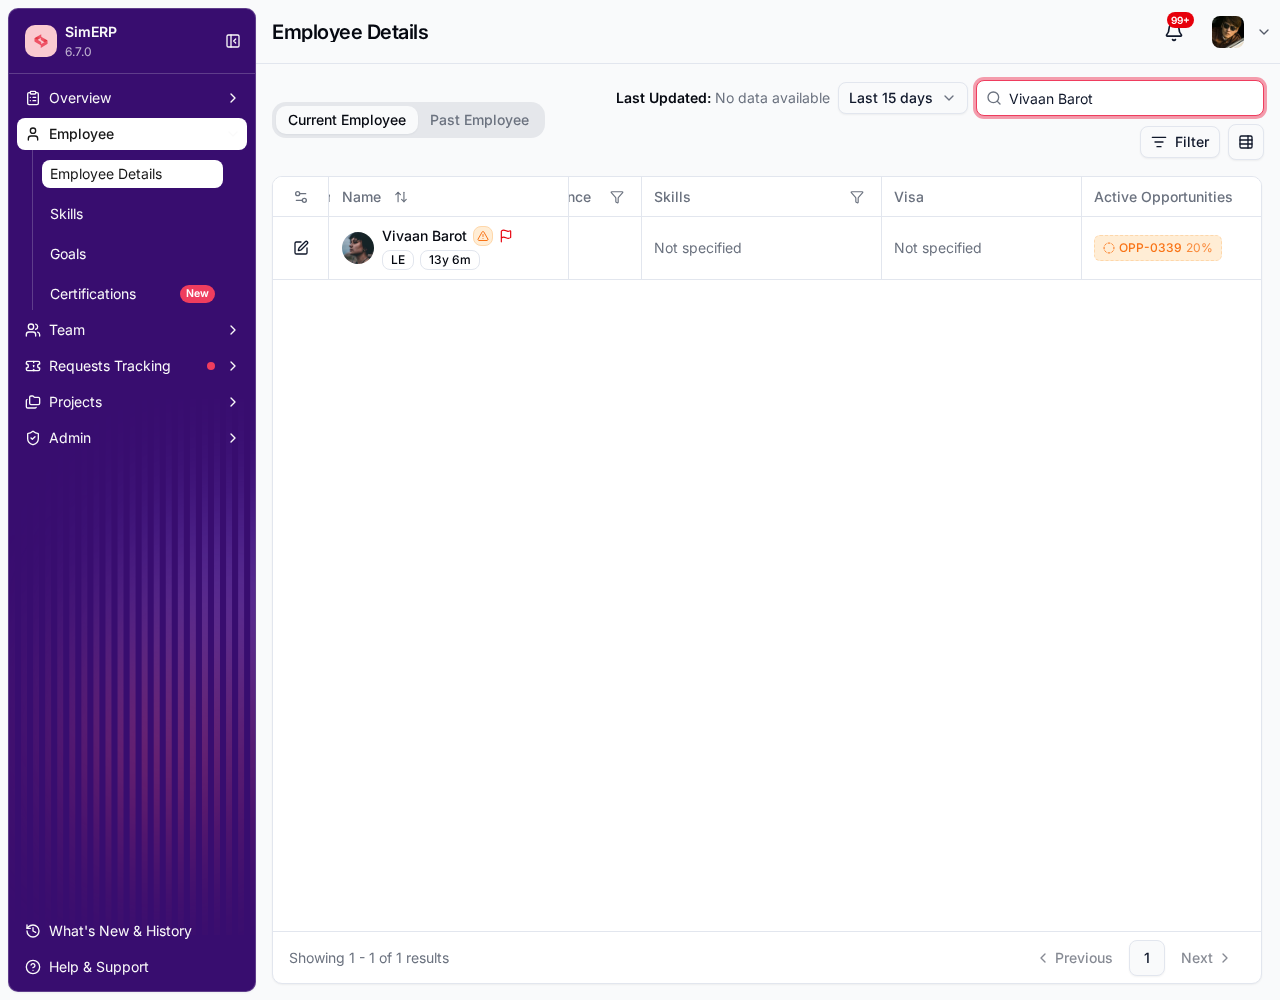 SimERP
6.7.0
Overview
Employee
Employee Details
Skills
Goals
Certifications New
Team
Requests Tracking
Projects
Admin
What's New & History
Help & Support
Employee Details
99+
Last Updated: No data available
Last 15 days
Vivaan Barot
Current Employee
Past Employee
Filter
Name
nce
Skills
Visa
Active Opportunities
Vivaan Barot
LE
13y 6m
Not specified
Not specified
OPP-0339 20%
Showing 1 - 1 of 1 results
Previous
1
Next